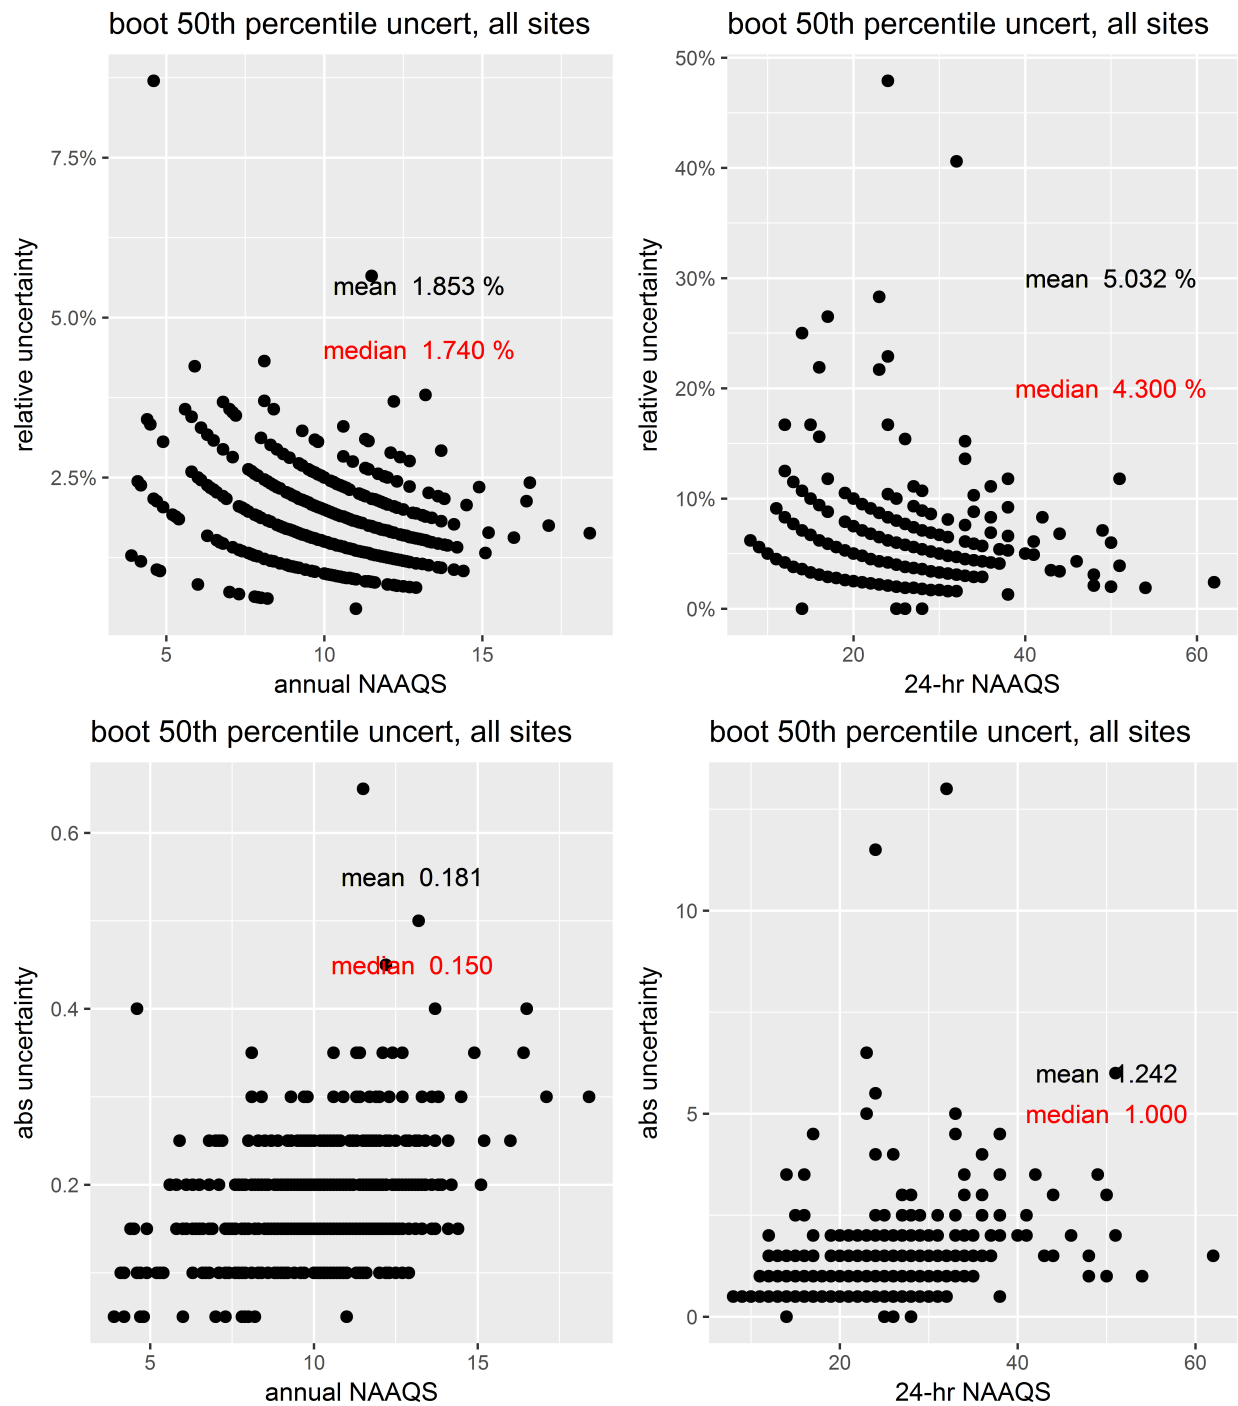 boot 50th percentile uncert, all sites
relative uncertainty
7.5%
5.0%
2.5%
mean 1.853 %
median 1.740 %
5 10 15
annual NAAQS
boot 50th percentile uncert, all sites
relative uncertainty
50%
40%
30%
20%
10%
0%
mean 5.032 %
median 4.300 %
20 40 60
24-hr NAAQS
boot 50th percentile uncert, all sites
abs uncertainty
0.6
0.4
0.2
mean 0.181
median 0.150
5 10 15
annual NAAQS
boot 50th percentile uncert, all sites
abs uncertainty
10
5
0
mean 1.242
median 1.000
20 40 60
24-hr NAAQS